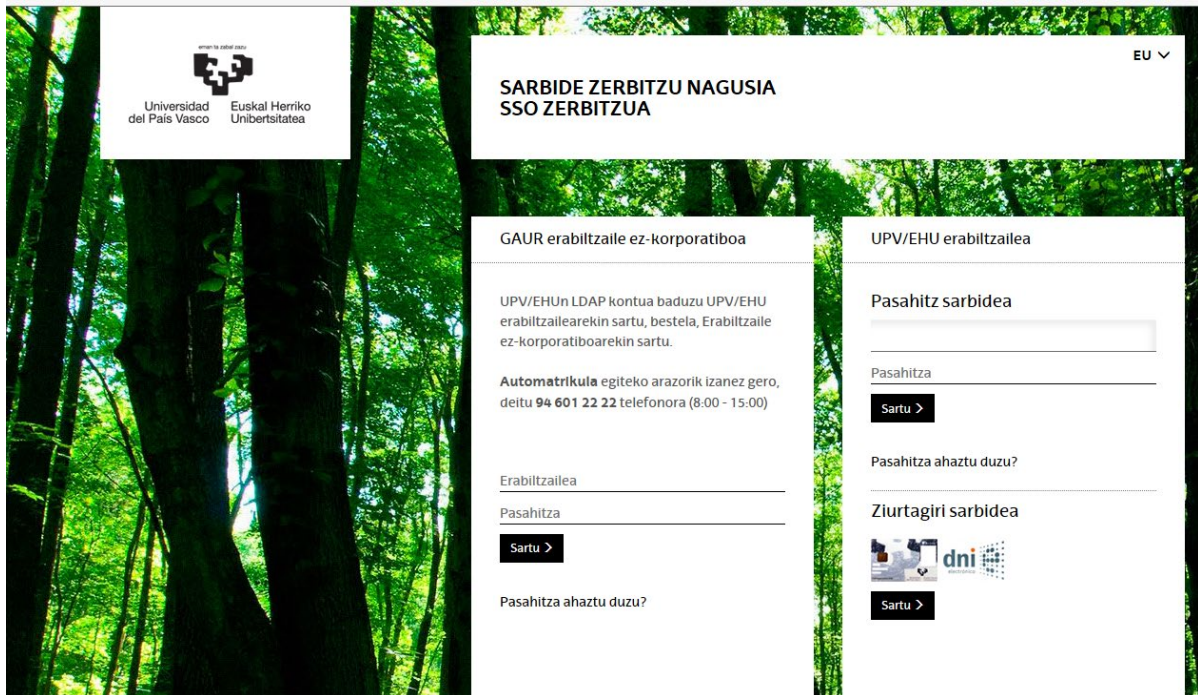 eman ta zabal zazu
Universidad
del País Vasco
Euskal Herriko
Unibertsitatea
EU
SARBIDE ZERBITZU NAGUSIA
SSO ZERBITZUA
GAUR erabiltzaile ez-korporatiboa
UPV/EHUn LDAP kontua baduzu UPV/EHU
erabiltzailearekin sartu, bestela, Erabiltzaile
ez-korporatiboarekin sartu.
Automatrikula egiteko arazorik izanez gero,
deitu 94 601 22 22 telefonora (8:00 - 15:00)
Erabiltzailea
Pasahitza
Sartu >
Pasahitza ahaztu duzu?
UPV/EHU erabiltzailea
Pasahitz sarbidea
Pasahitza
Sartu >
Pasahitza ahaztu duzu?
Ziurtagiri sarbidea
dni
Sartu >